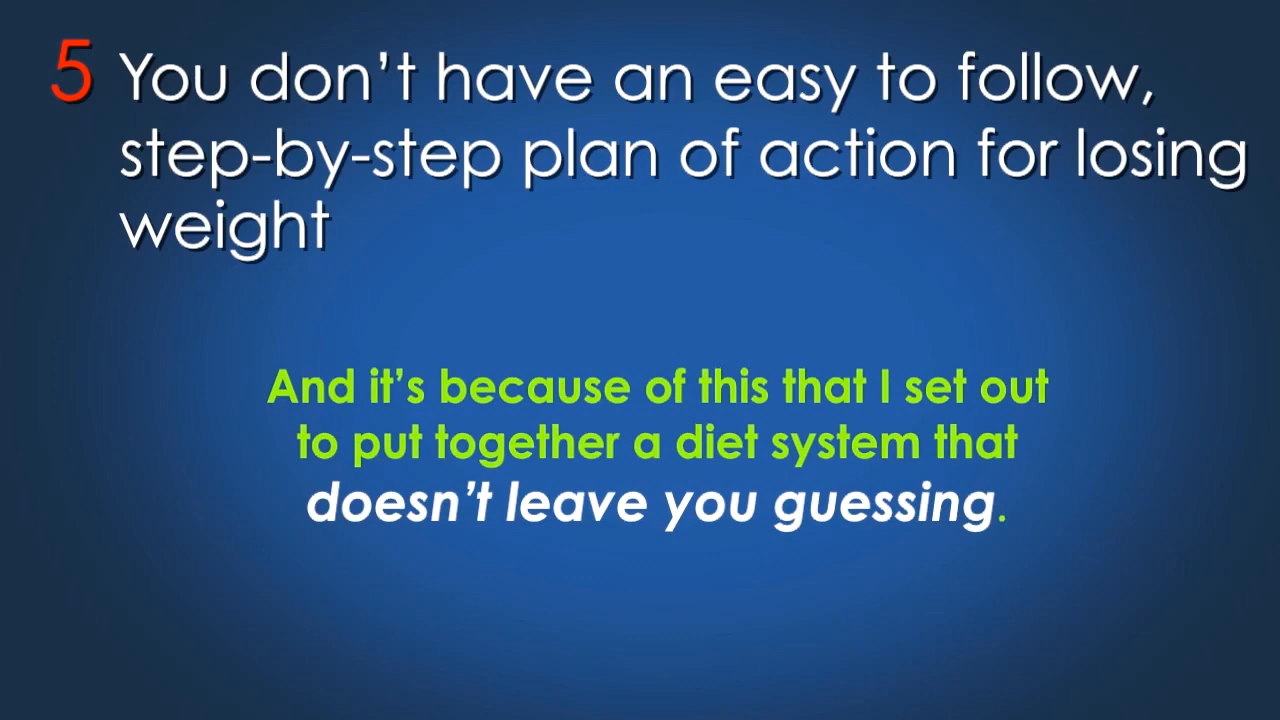 5 You don’t have an easy to follow,
step-by-step plan of action for losing
weight
And it’s because of this that I set out
to put together a diet system that
doesn’t leave you guessing.